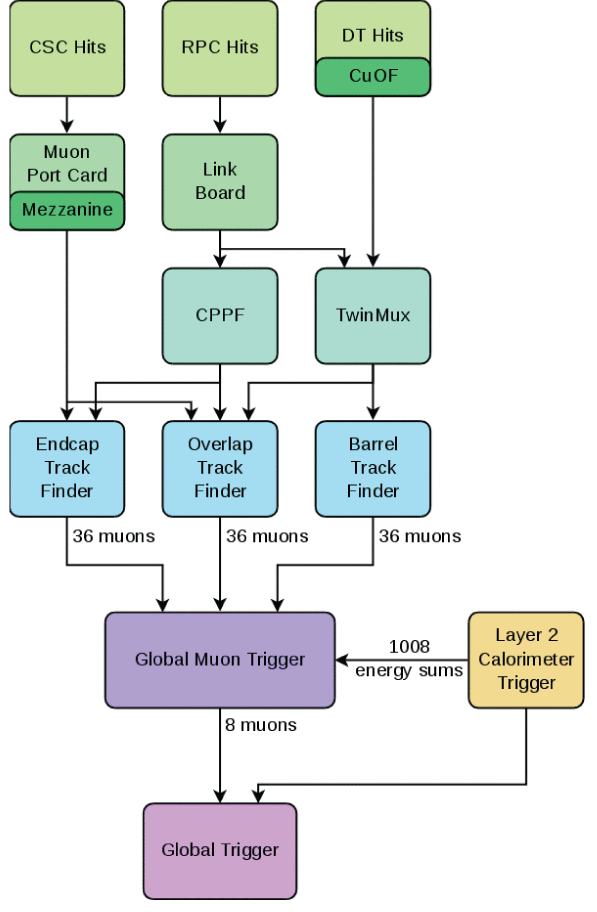 CSC Hits
RPC Hits
DT Hits
CuOF
Muon
Port Card
Mezzanine
Link
Board
CPPF
TwinMux
Endcap
Track
Finder
Overlap
Track
Finder
Barrel
Track
Finder
36 muons
36 muons
36 muons
Global Muon Trigger
1008
energy sums
Layer 2
Calorimeter
Trigger
8 muons
Global Trigger